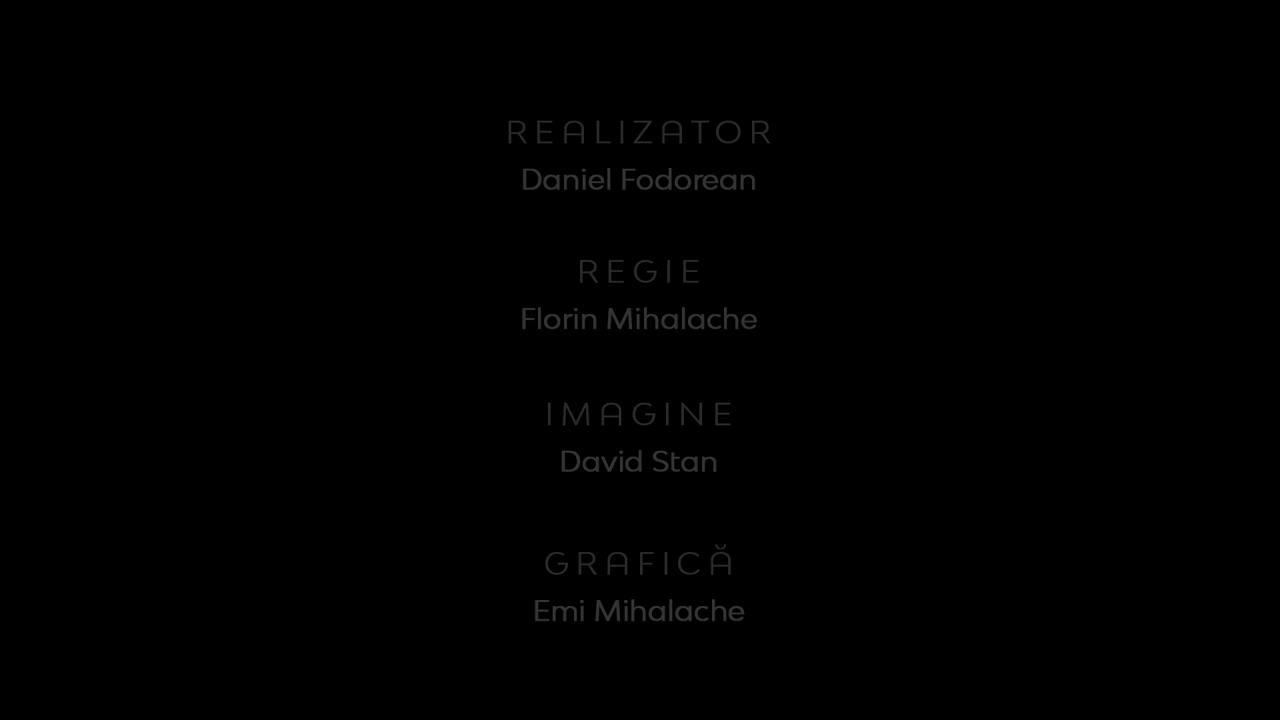 REALIZATOR
Daniel Fodorean
REGIE
Florin Mihalache
IMAGINE
David Stan
GRAFICĂ
Emi Mihalache